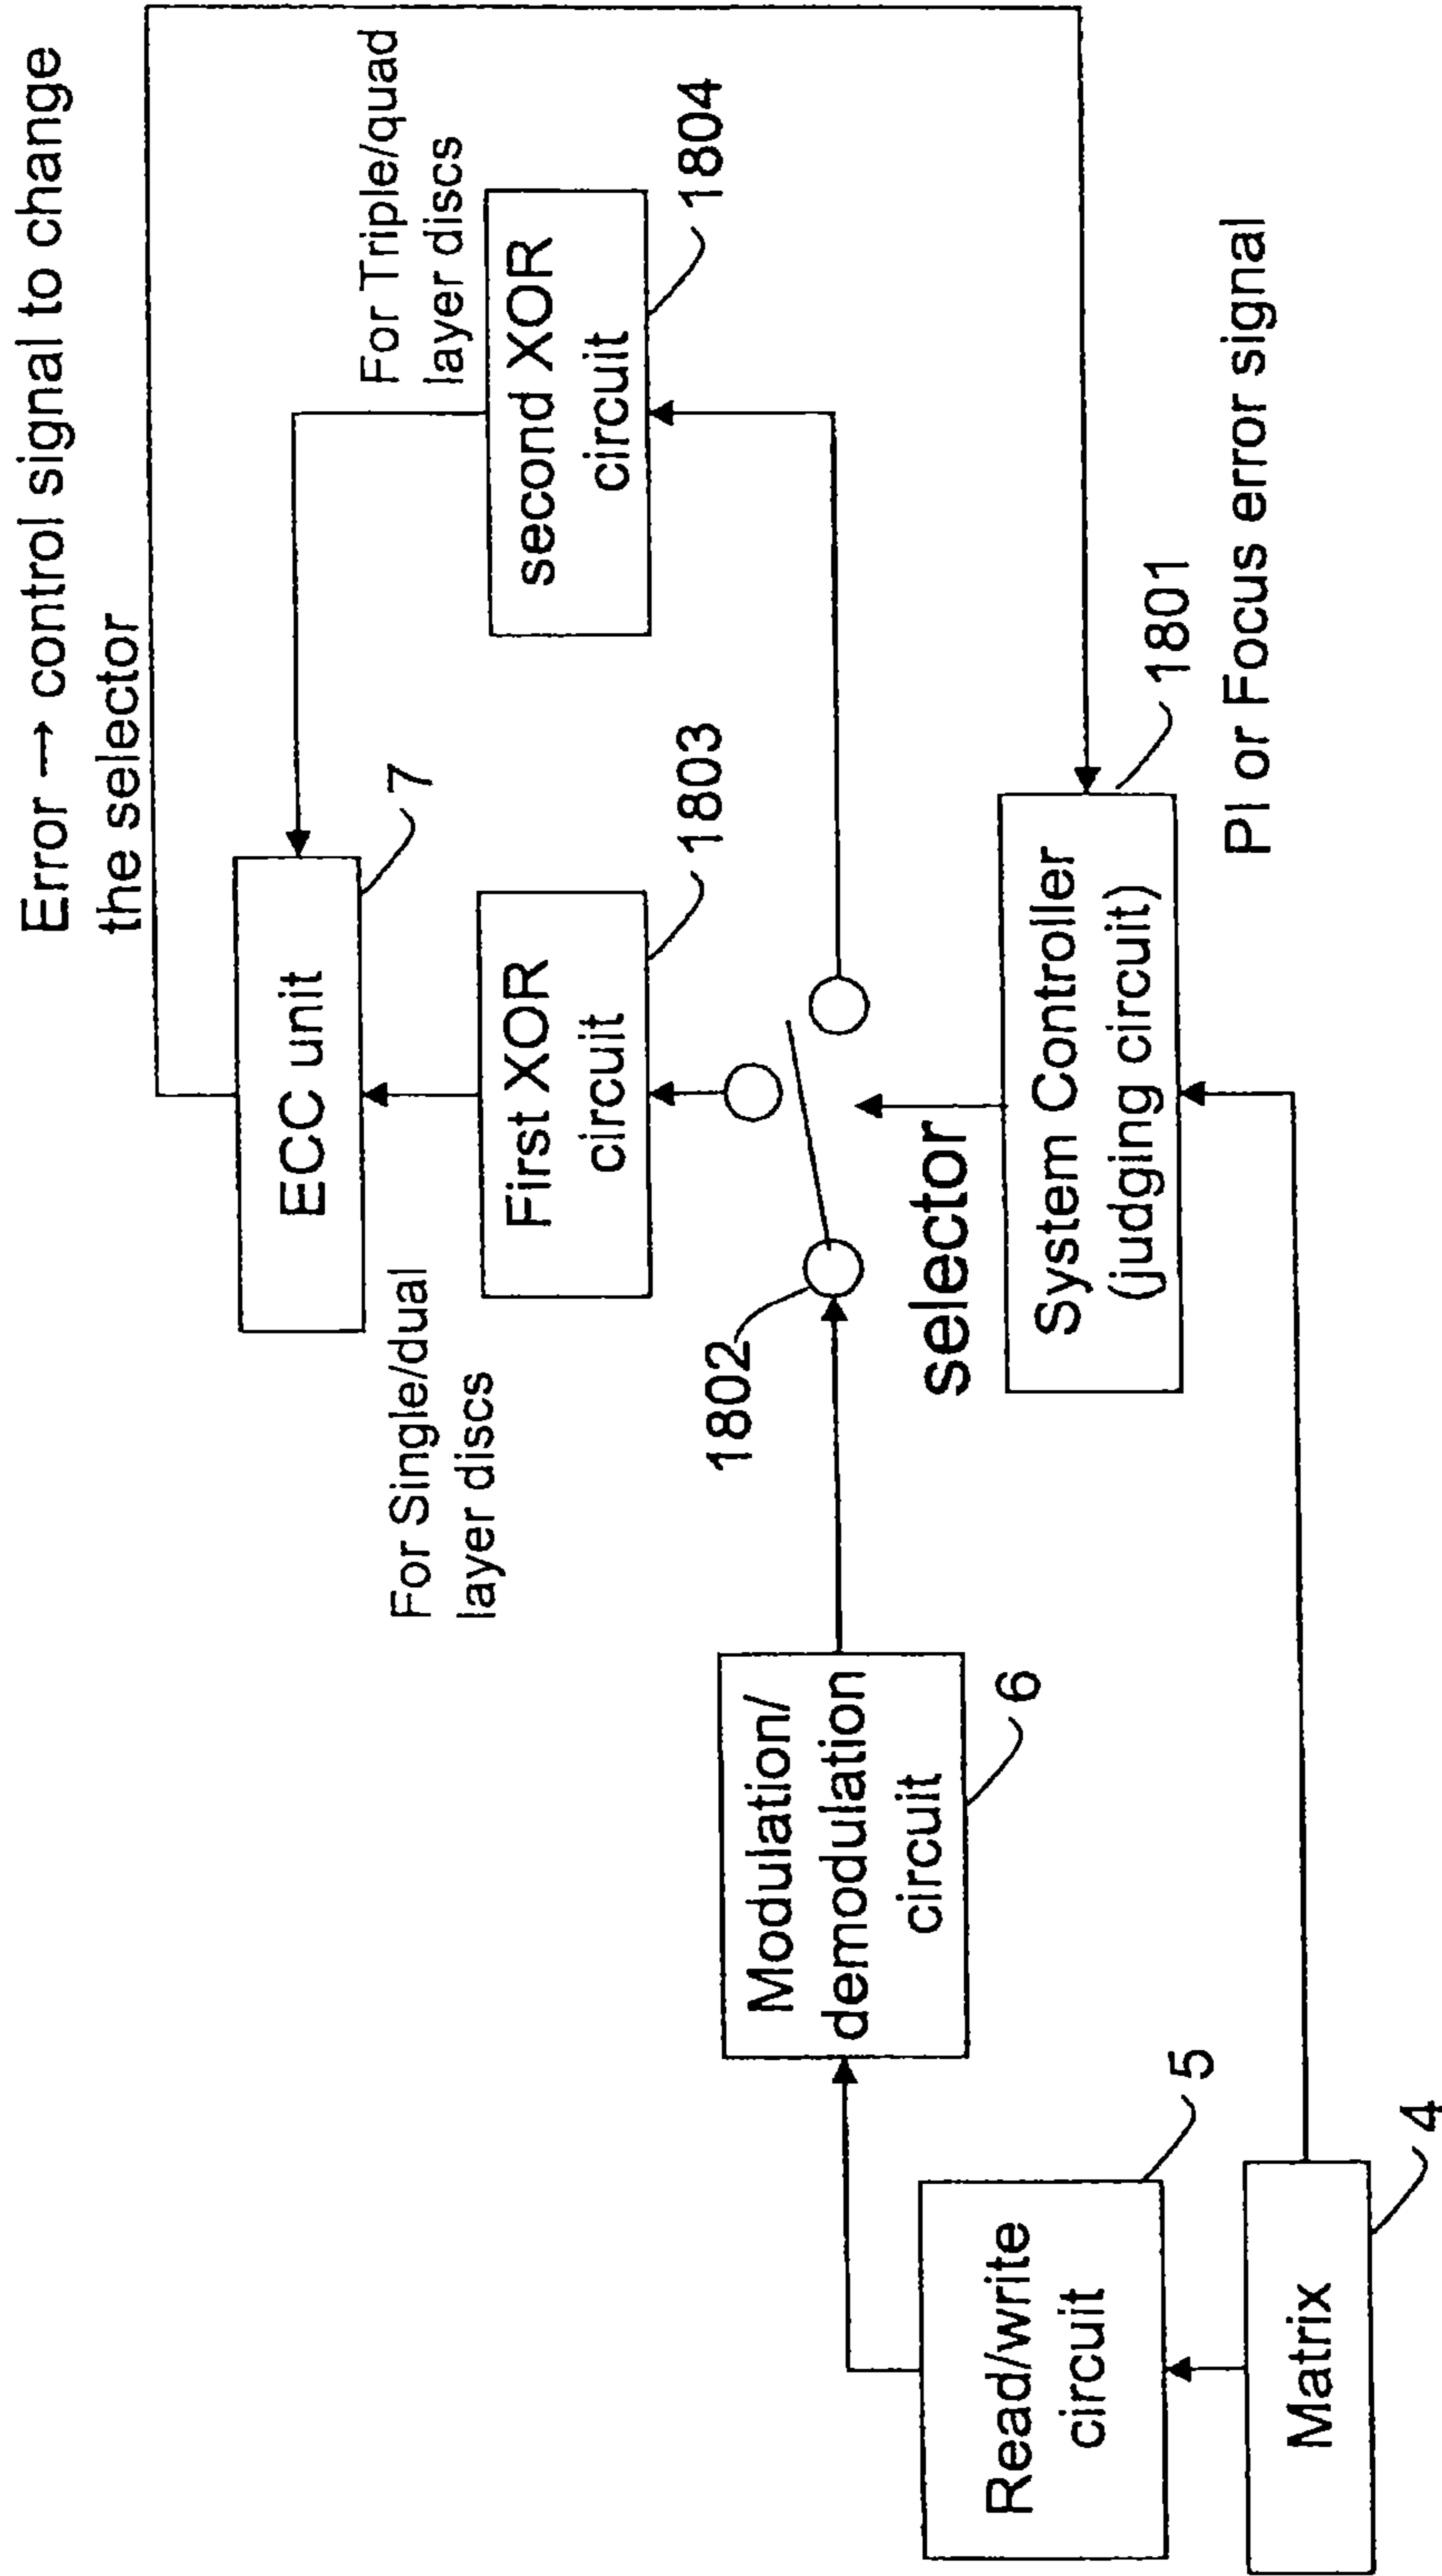 Error → control signal to change
the selector
For Triple/quad
layer discs
second XOR
circuit
1804
ECC unit
7
First XOR
circuit
1803
For Single/dual
layer discs
1802
selector
System Controller
(judging circuit)
1801
PI or Focus error signal
Modulation/
demodulation
circuit
6
Read/write
circuit
5
Matrix
4